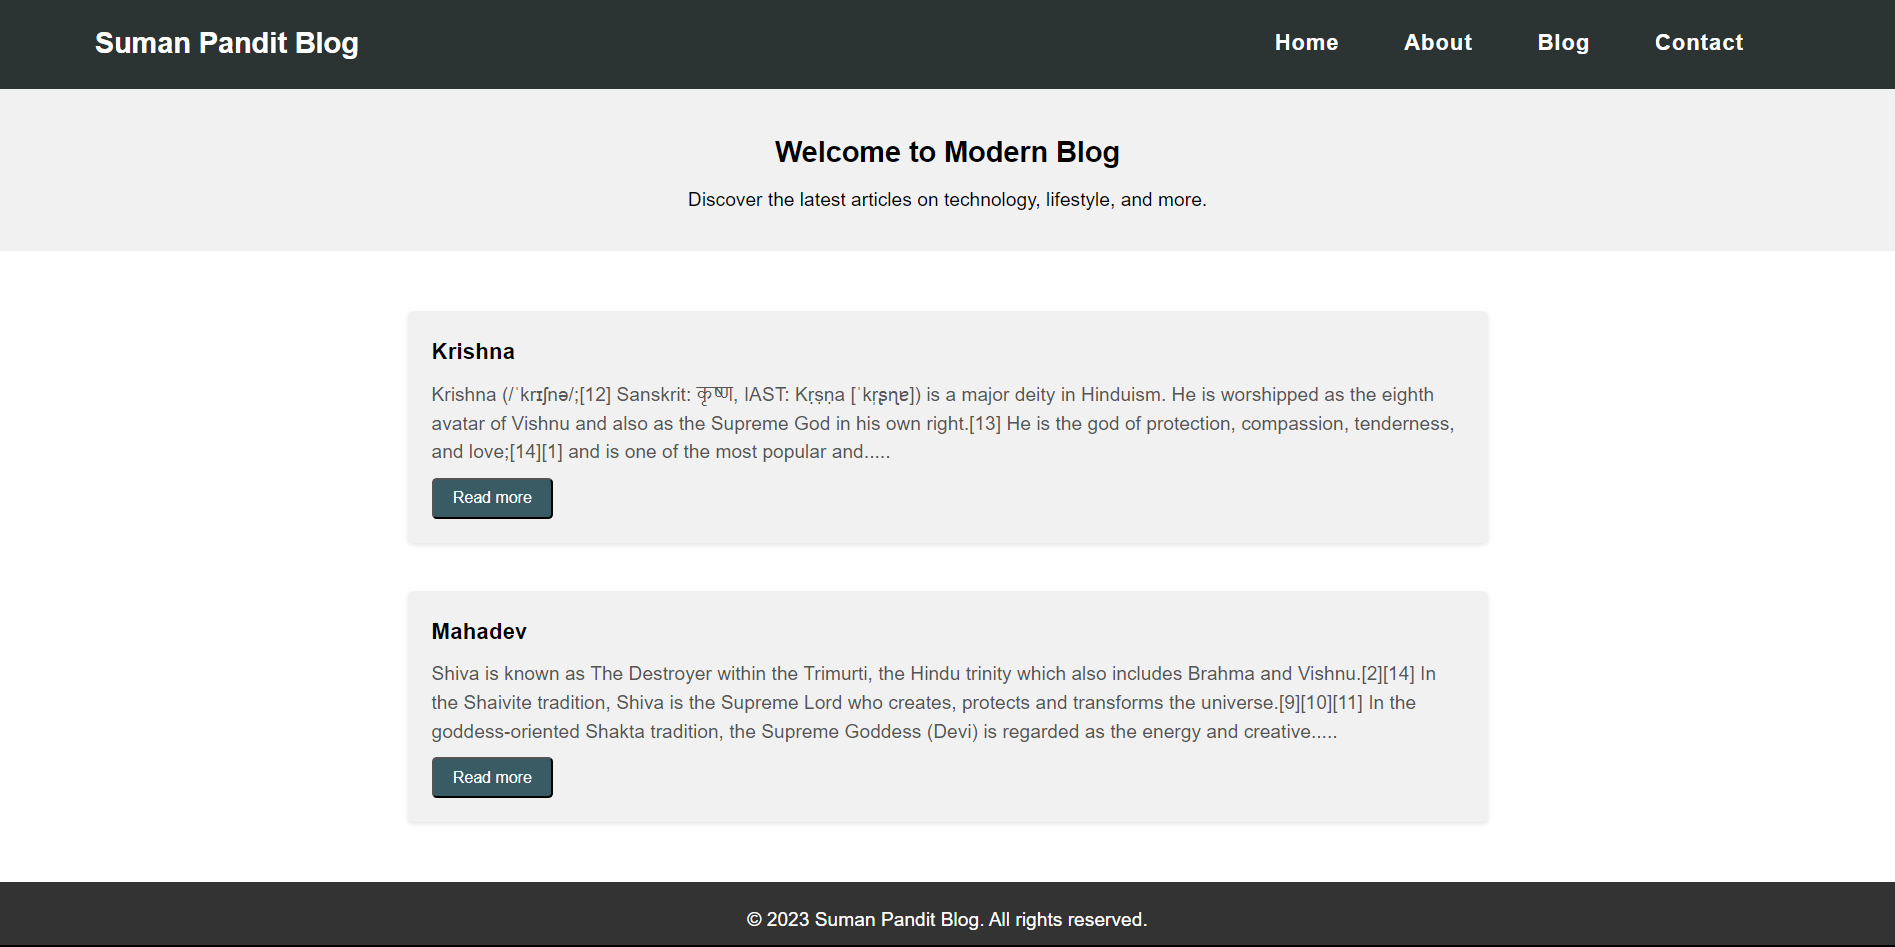 Suman Pandit Blog
Home About Blog Contact
Welcome to Modern Blog
Discover the latest articles on technology, lifestyle, and more.
Krishna
Krishna (/ˈkrɪʃnə/;[12] Sanskrit: कृष्ण, IAST: Kṛṣṇa [ˈkr̩ʂɳɐ]) is a major deity in Hinduism. He is worshipped as the eighth
avatar of Vishnu and also as the Supreme God in his own right.[13] He is the god of protection, compassion, tenderness,
and love;[14][1] and is one of the most popular and.....
Read more
Mahadev
Shiva is known as The Destroyer within the Trimurti, the Hindu trinity which also includes Brahma and Vishnu.[2][14] In
the Shaivite tradition, Shiva is the Supreme Lord who creates, protects and transforms the universe.[9][10][11] In the
goddess-oriented Shakta tradition, the Supreme Goddess (Devi) is regarded as the energy and creative.....
Read more
© 2023 Suman Pandit Blog. All rights reserved.